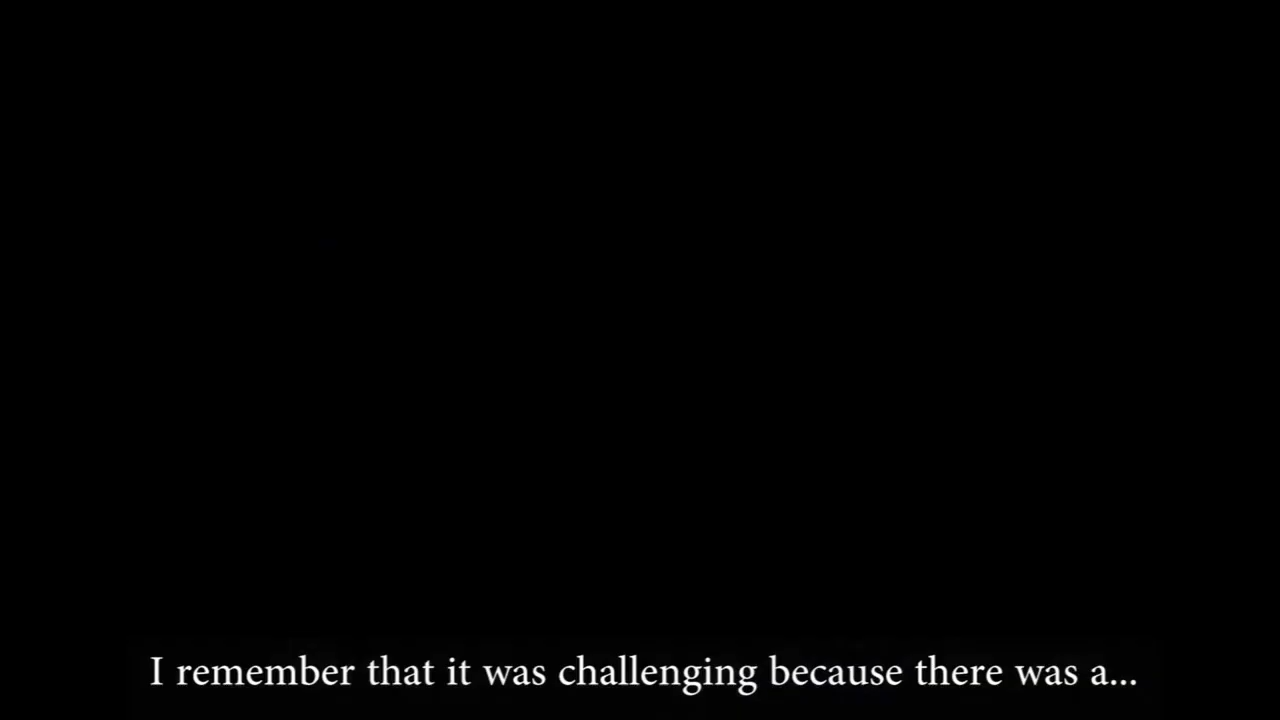 I remember that it was challenging because there was a...